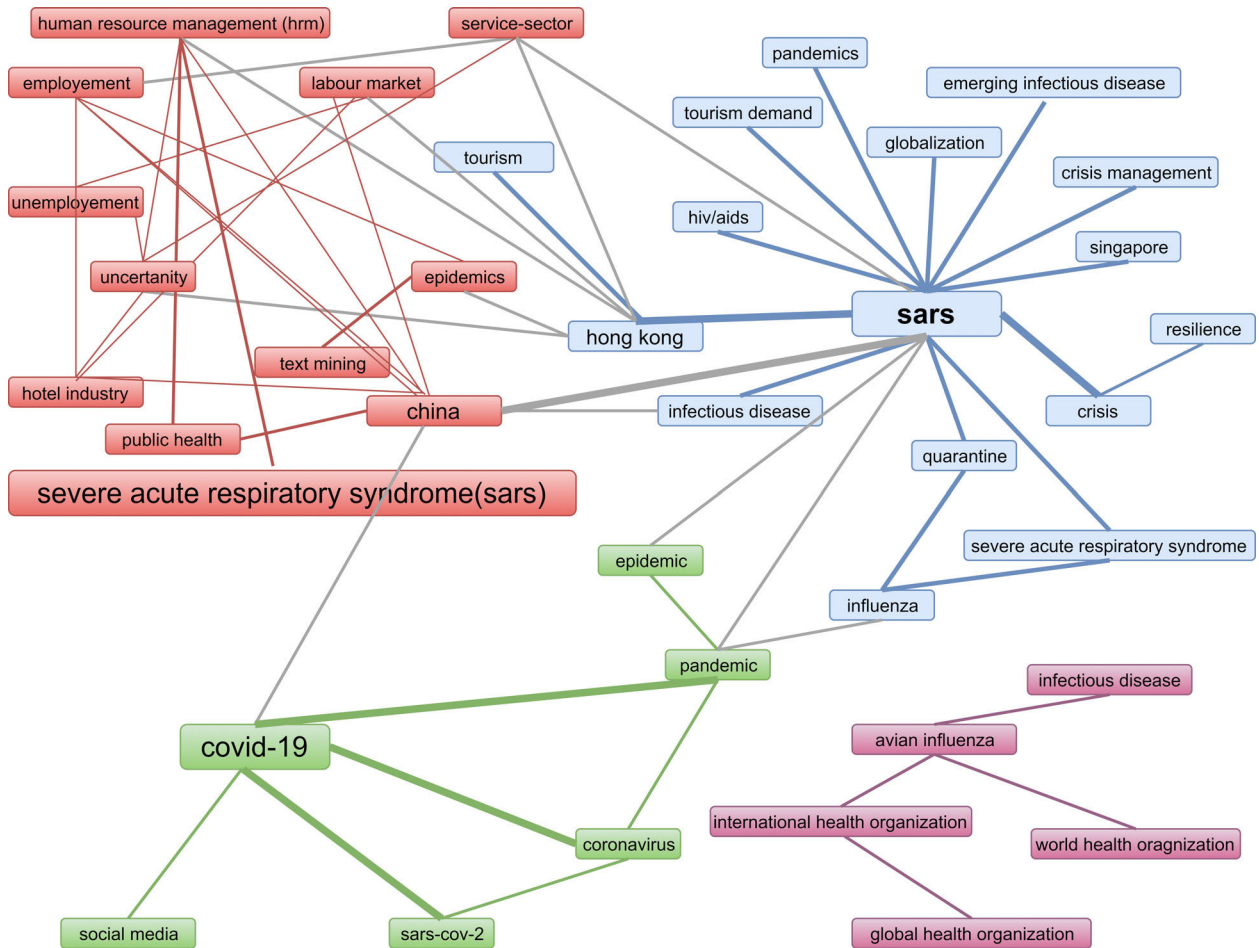 human resource management (hrm)
service-sector
pandemics
employement
labour market
emerging infectious disease
tourism demand
globalization
tourism
crisis management
unemployement
hiv/aids
singapore
uncertanity
epidemics
sars
hong kong
resilience
text mining
hotel industry
china
infectious disease
crisis
public health
quarantine
severe acute respiratory syndrome(sars)
severe acute respiratory syndrome
epidemic
influenza
pandemic
infectious disease
covid-19
avian influenza
international health organization
coronavirus
world health oragnization
social media
sars-cov-2
global health organization